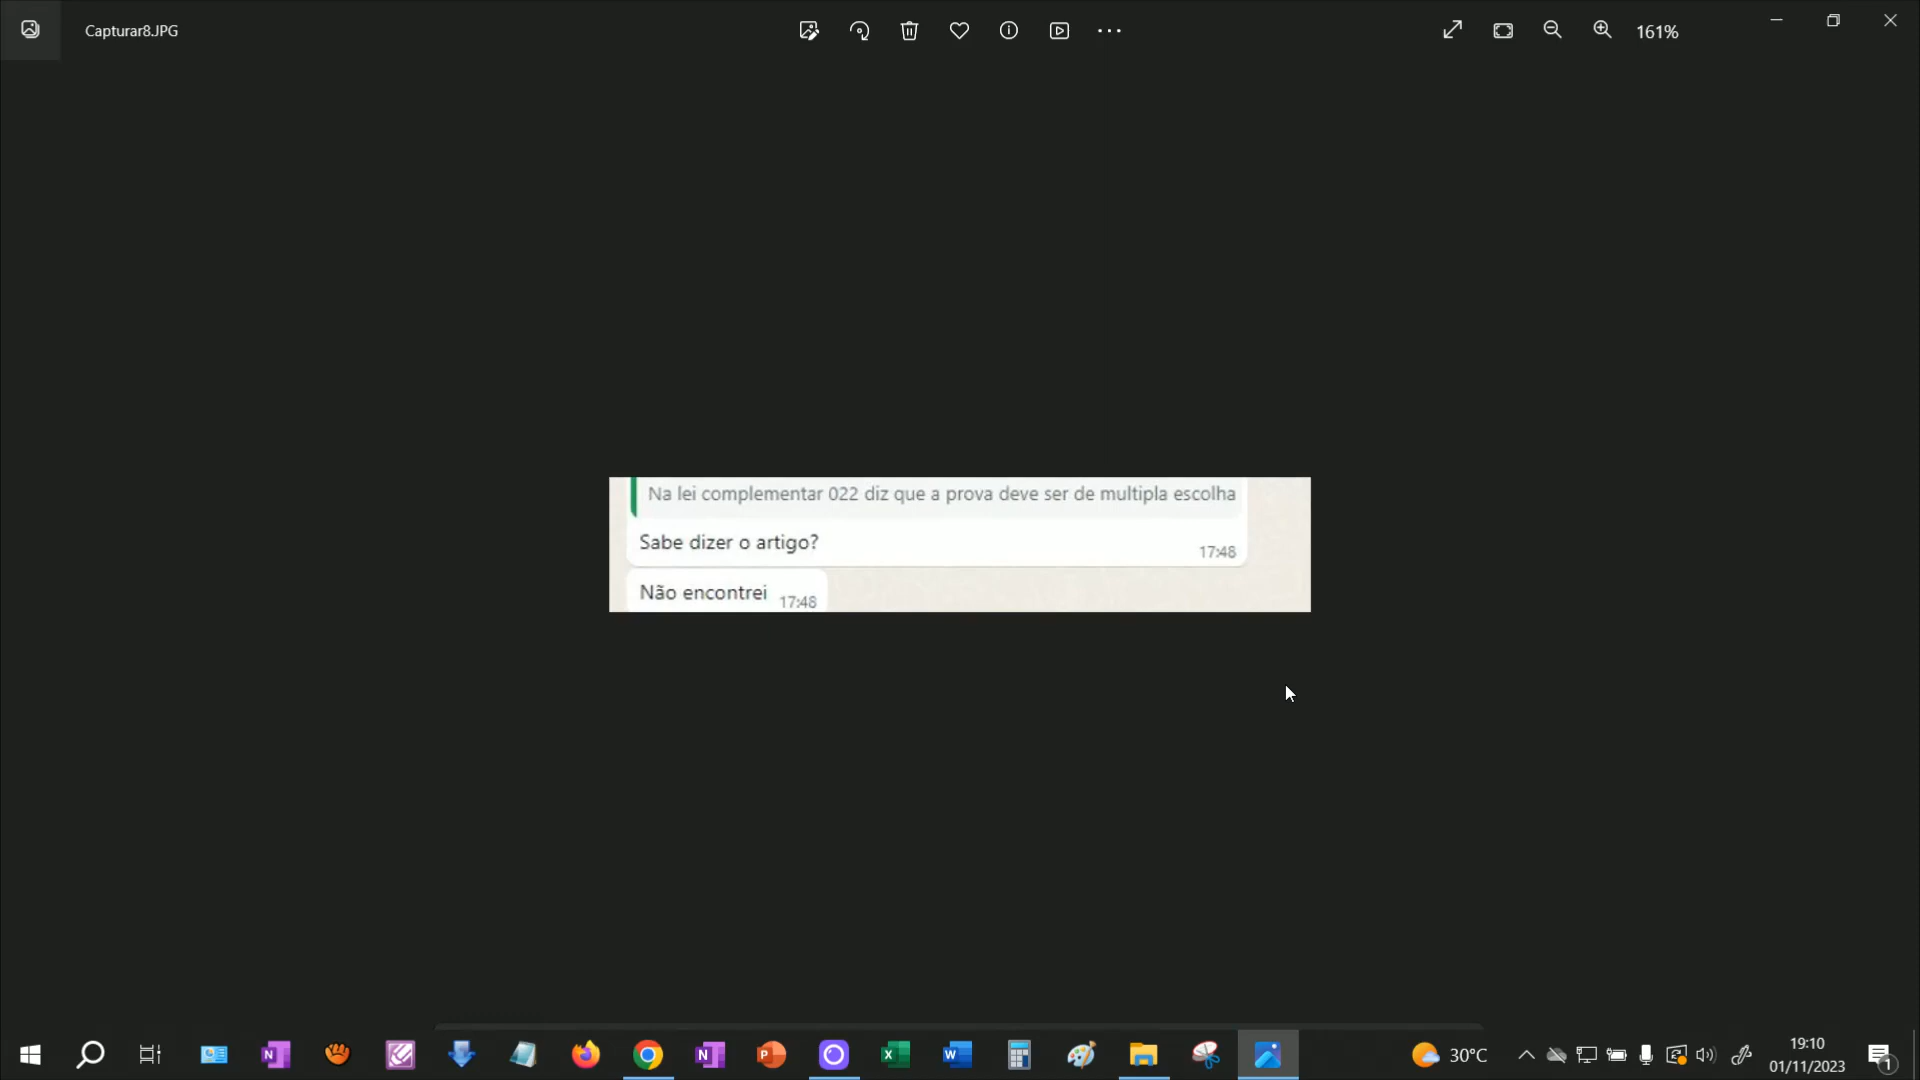 Capturar8.JPG
161%
Na lei complementar 022 diz que a prova deve ser de multipla escolha
Sabe dizer o artigo?
17:48
Não encontrei
17:48
30°C
19:10
01/11/2023
1